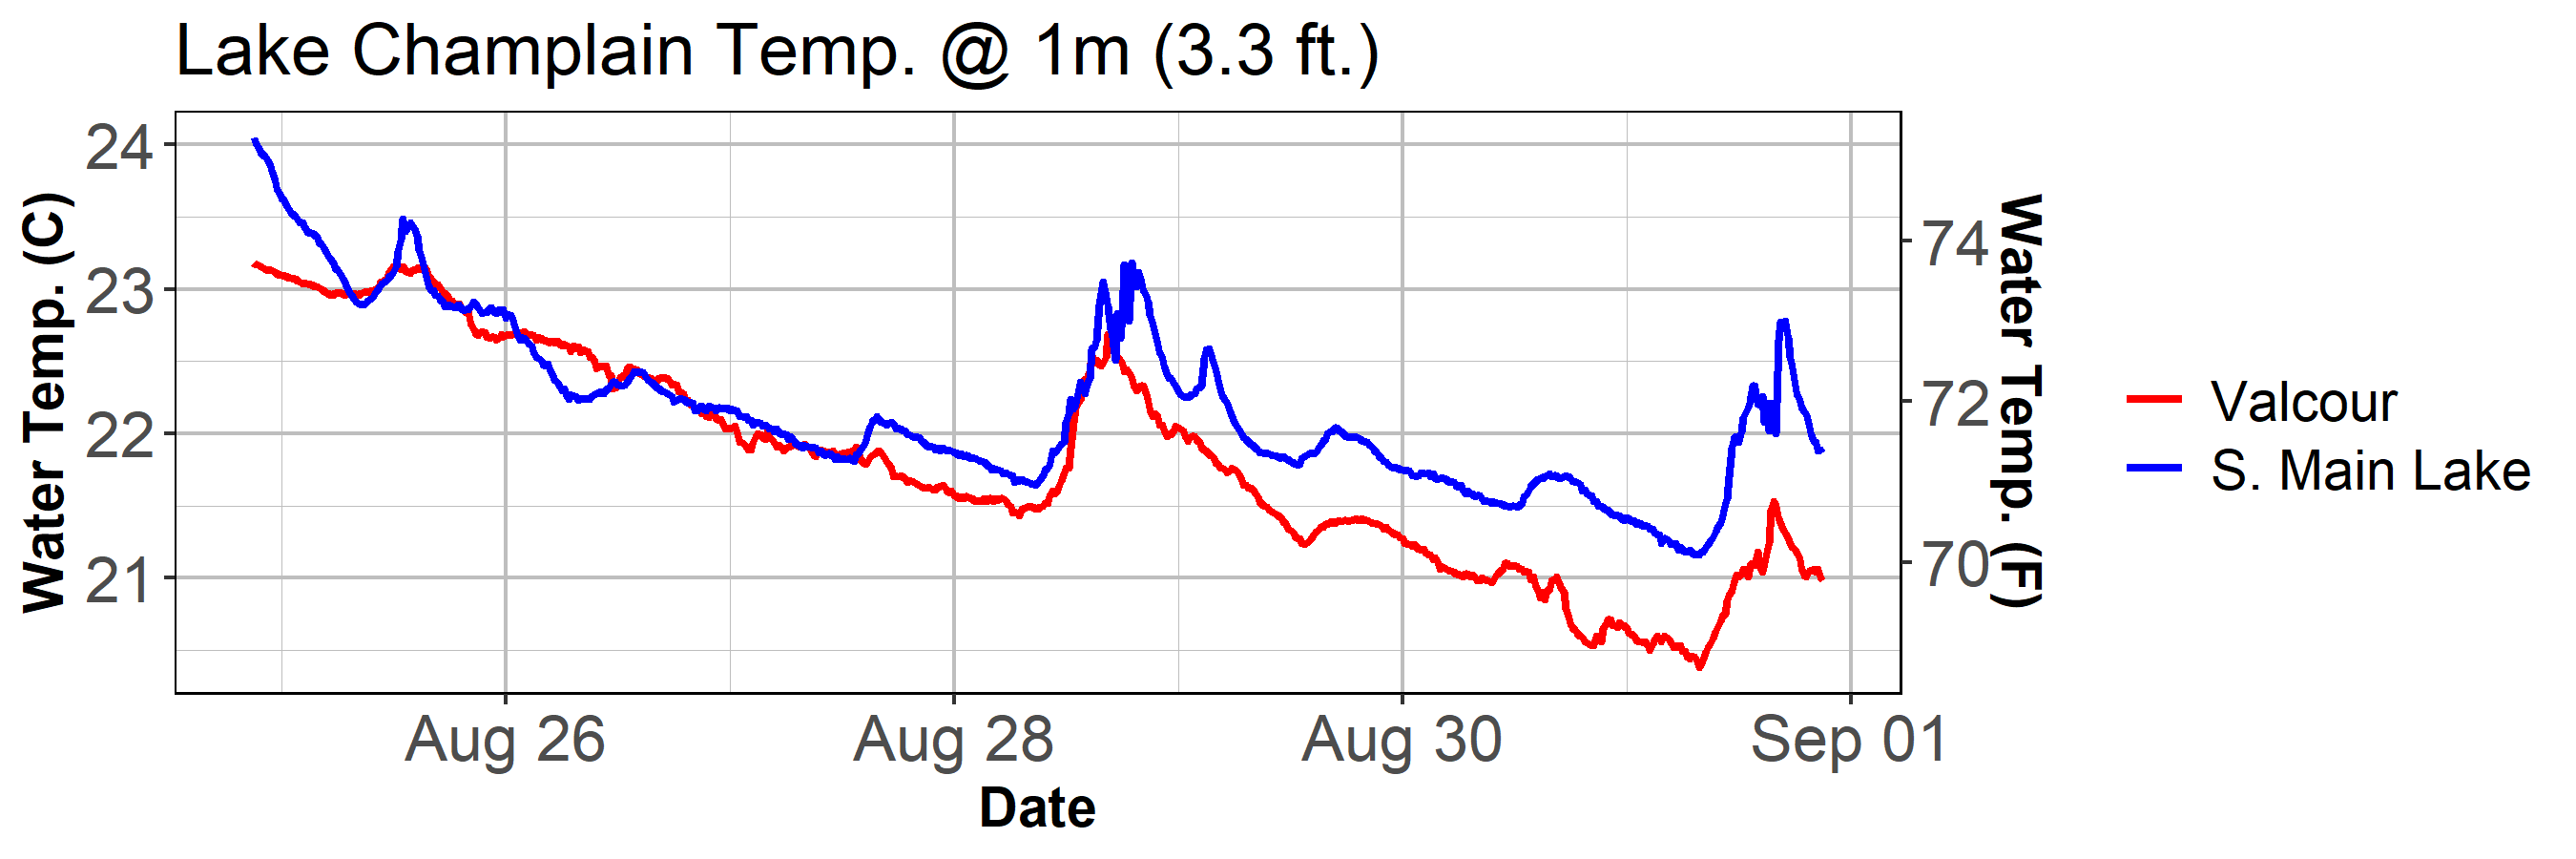 Lake Champlain Temp. @ 1m (3.3 ft.)
Water Temp. (C)
24
23
22
21
74
72
70
Water Temp. (F)
Aug 26
Aug 28
Aug 30
Sep 01
Date
Valcour
S. Main Lake